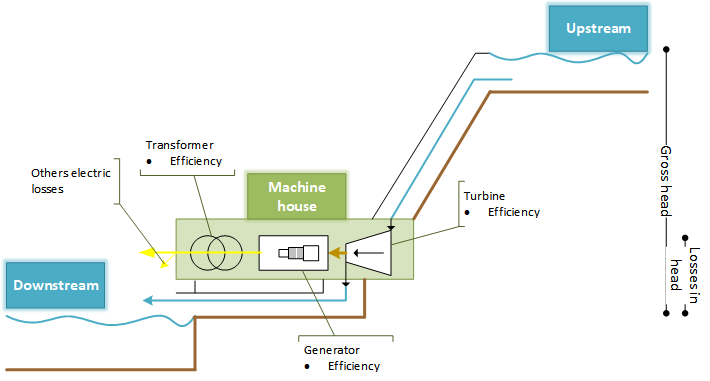 Upstream
Transformer
• Efficiency
Others electric
losses
Machine
house
Turbine
• Efficiency
Gross head
Losses in
head
Downstream
Generator
• Efficiency